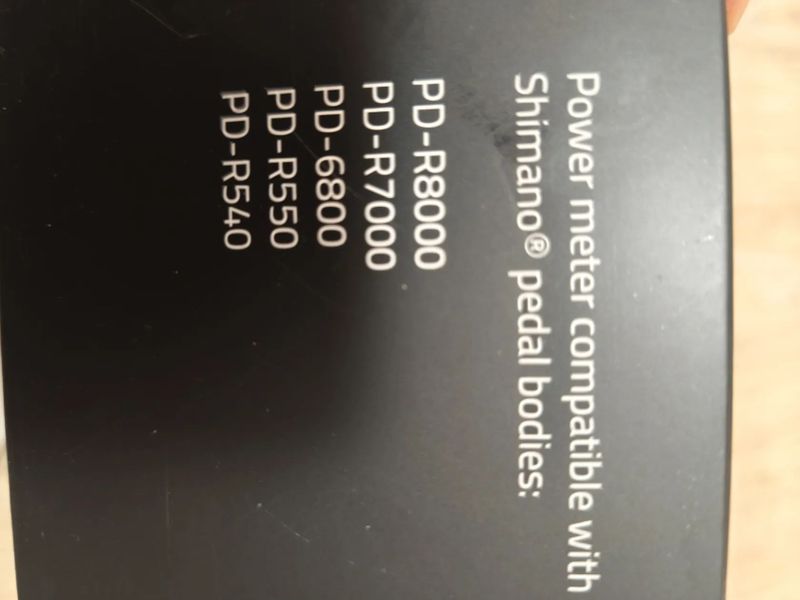 Power meter compatible with
Shimano® pedal bodies:
PD-R8000
PD-R7000
PD-6800
PD-R550
PD-R540